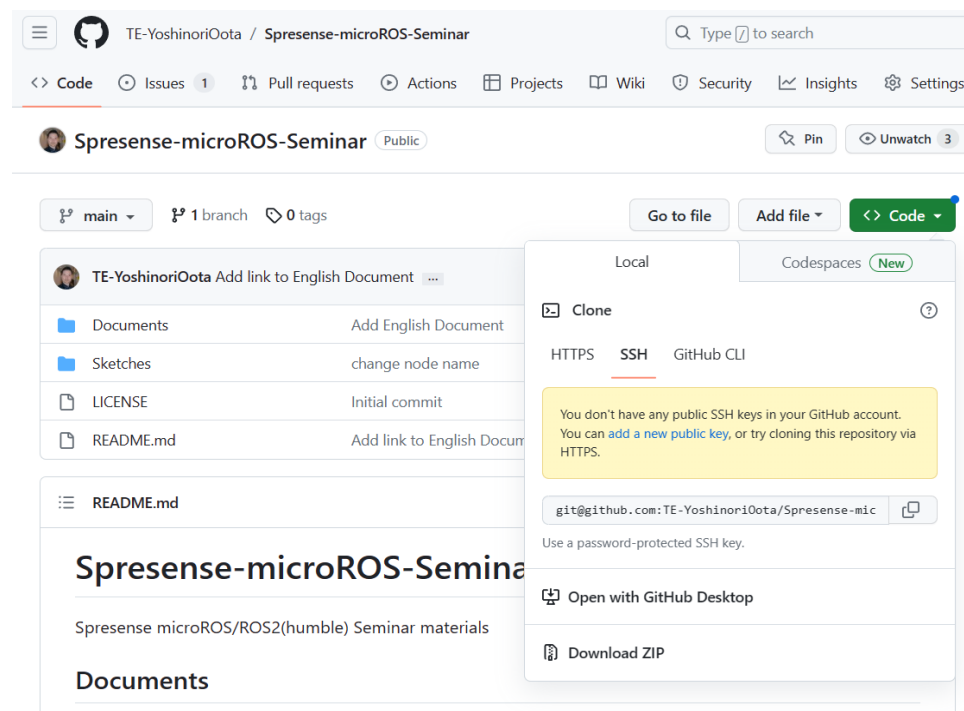 TE-YoshinoriOota / Spresense-microROS-Seminar
Type / to search
<> Code
Issues 1
Pull requests
Actions
Projects
Wiki
Security
Insights
Settings
Spresense-microROS-Seminar Public
Pin
Unwatch 3
main
1 branch
0 tags
Go to file
Add file
<> Code
TE-YoshinoriOota Add link to English Document ...
Documents Add English Document
Sketches change node name
LICENSE Initial commit
README.md Add link to English Docum
Local
Codespaces New
Clone
HTTPS SSH GitHub CLI
You don't have any public SSH keys in your GitHub account.
You can add a new public key, or try cloning this repository via
HTTPS.
git@github.com:TE-YoshinoriOota/Spresense-mic
Use a password-protected SSH key.
Open with GitHub Desktop
Download ZIP
README.md
Spresense-microROS-Semina
Spresense microROS/ROS2(humble) Seminar materials
Documents